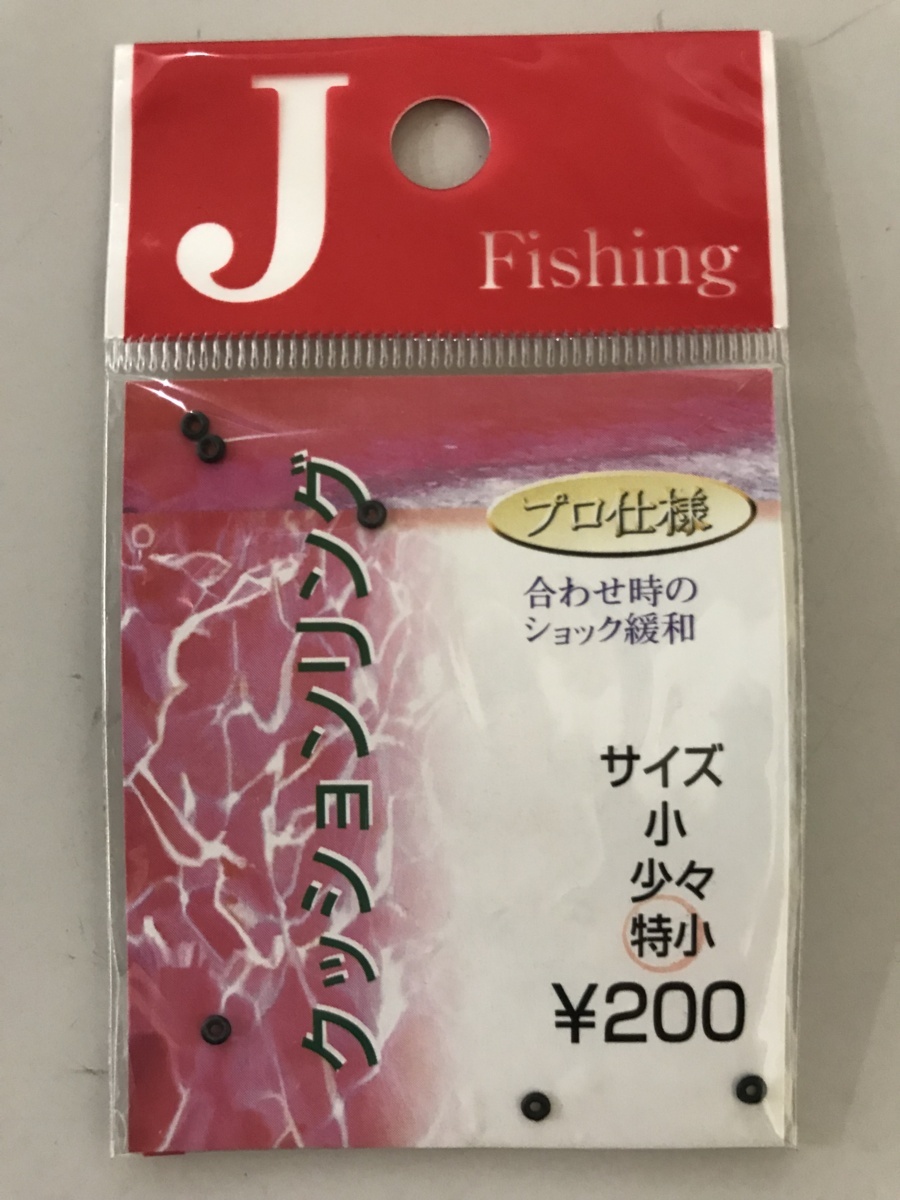 J
Fishing
クッションリング
プロ仕様
合わせ時の
ショック緩和
サイズ
小
少々
特小
¥200